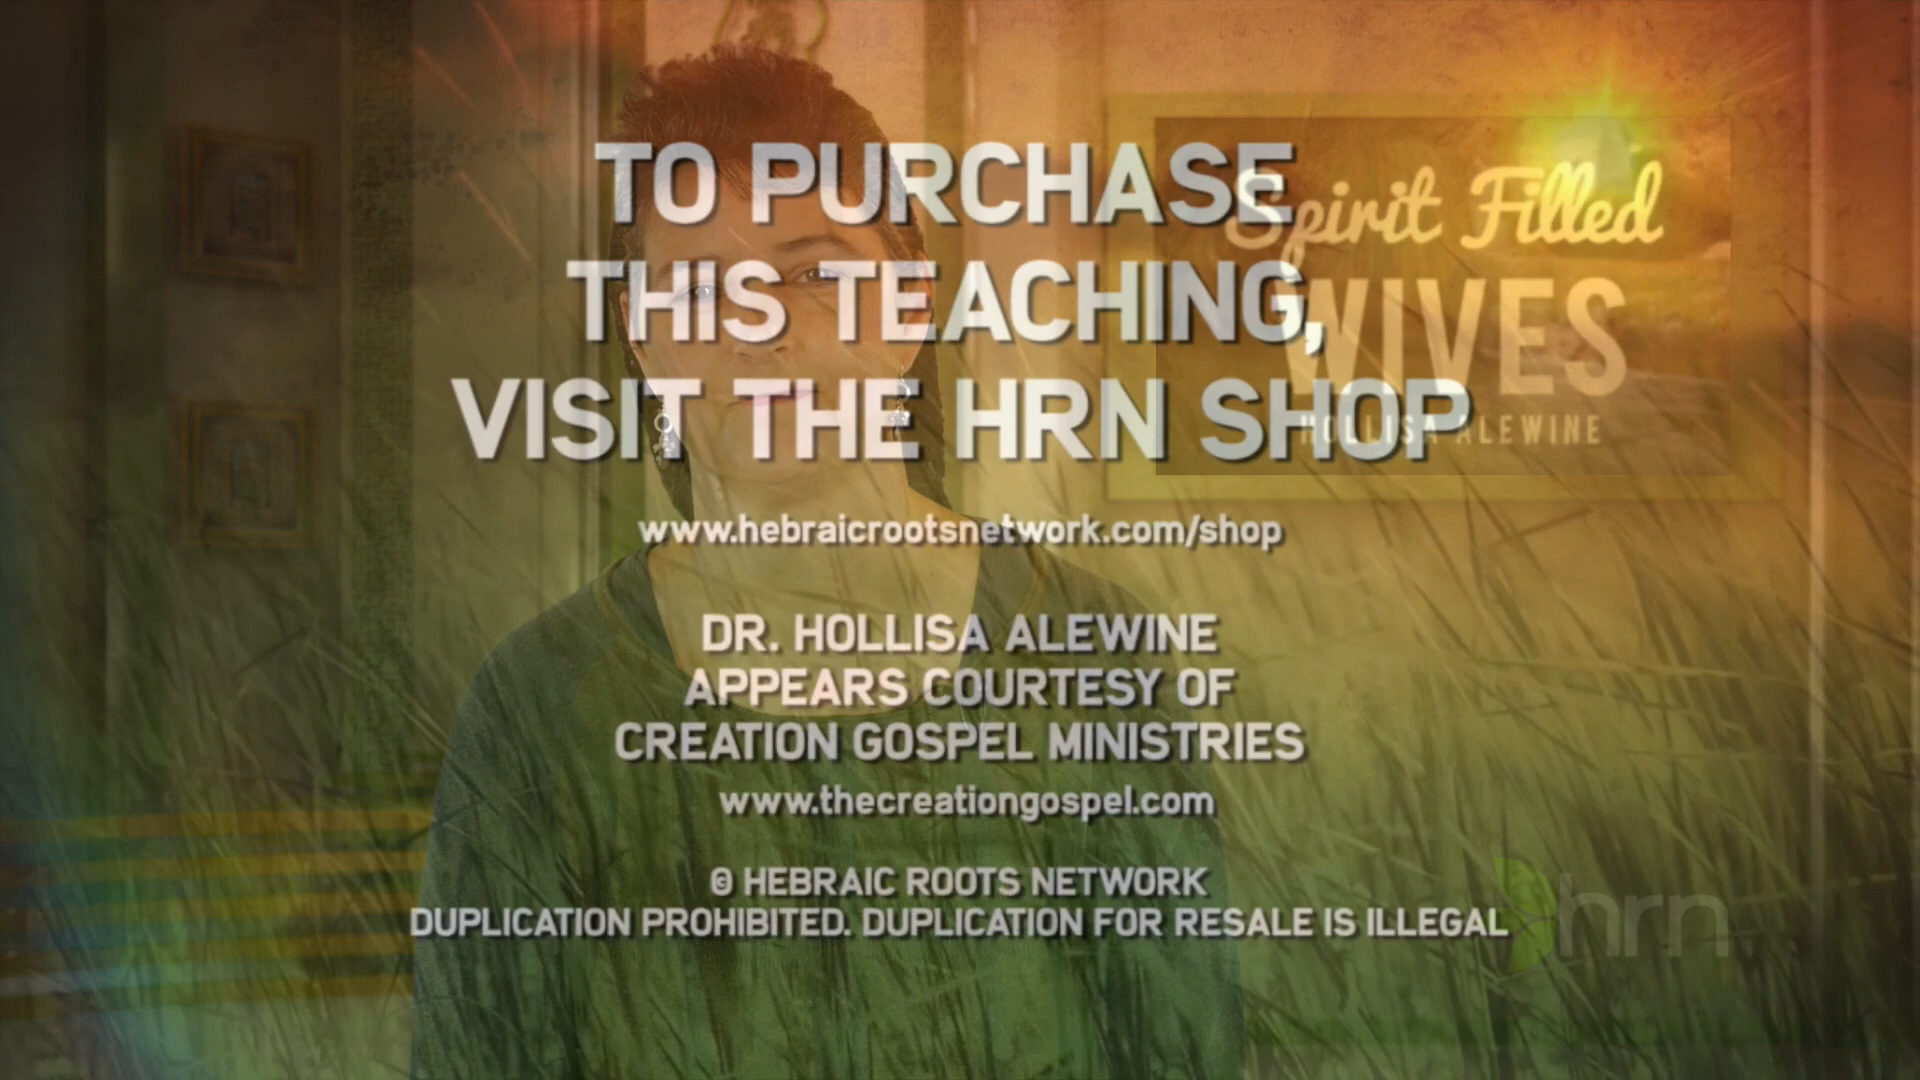 TO PURCHASE
THIS TEACHING,
VISIT THE HRN SHOP
www.hebraicrootsnetwork.com/shop
DR. HOLLISA ALEWINE
APPEARS COURTESY OF
CREATION GOSPEL MINISTRIES
www.thecreationgospel.com
© HEBRAIC ROOTS NETWORK
DUPLICATION PROHIBITED. DUPLICATION FOR RESALE IS ILLEGAL
Spirit Filled
WIVES
HOLLISA ALEWINE
hrn